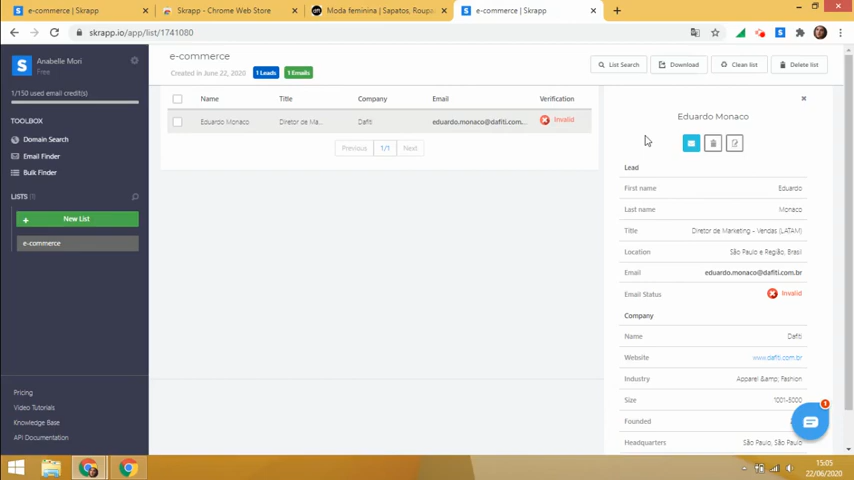 e-commerce | Skrapp
Skrapp - Chrome Web Store
Moda feminina | Sapatos, Roupa
e-commerce | Skrapp
skrapp.io/app/list/1741080
Anabelle Mori
Free
1/150 used email credit(s)
TOOLBOX
Domain Search
Email Finder
Bulk Finder
LISTS (1)
+ New List
e-commerce
Pricing
Video Tutorials
Knowledge Base
API Documentation
e-commerce
Created in June 22, 2020 1 Leads 1 Emails
List Search Download Clean list Delete list
Name Title Company Email Verification
Eduardo Monaco Diretor de Ma... Dafiti eduardo.monaco@dafiti.com... Invalid
Previous 1/1 Next
Eduardo Monaco
Lead
First name Eduardo
Last name Monaco
Title Diretor de Marketing - Vendas (LATAM)
Location São Paulo e Região, Brasil
Email eduardo.monaco@dafiti.com.br
Email Status Invalid
Company
Name Dafiti
Website www.dafiti.com.br
Industry Apparel &amp; Fashion
Size 1001-5000
Founded
Headquarters São Paulo, São Paulo
1
15:05
22/06/2020